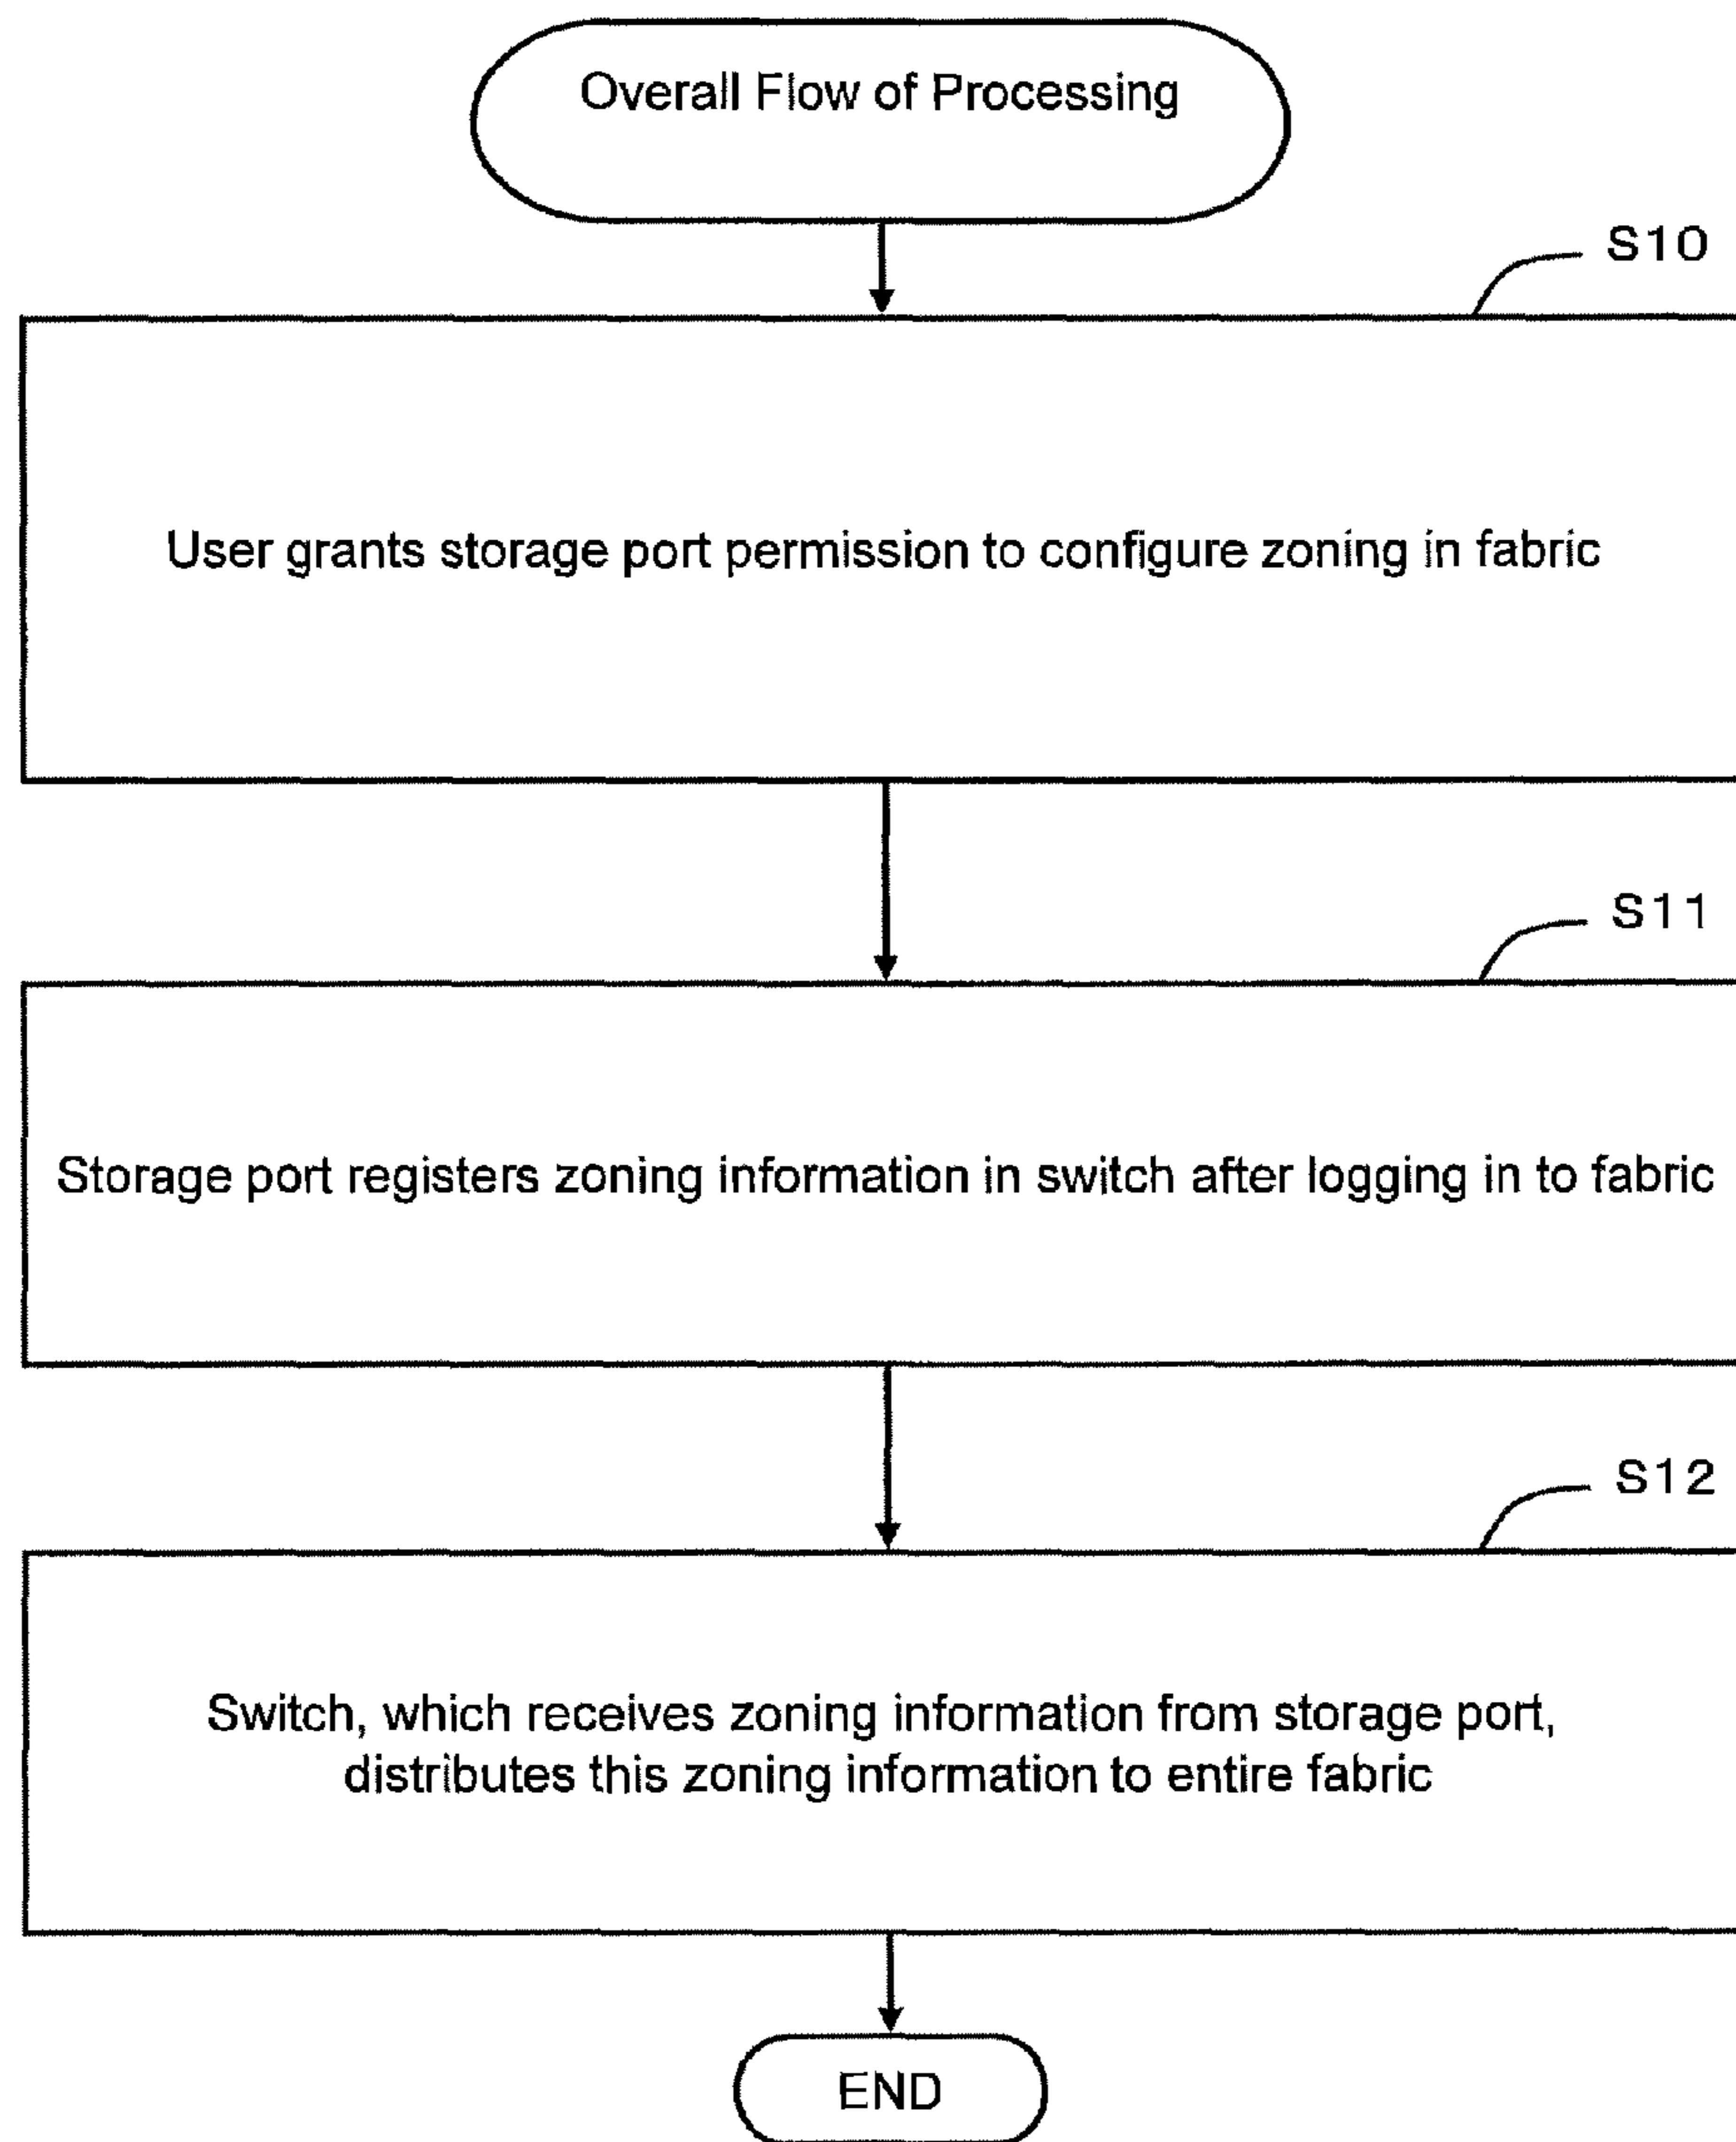 Overall Flow of Processing
S10
User grants storage port permission to configure zoning in fabric
S11
Storage port registers zoning information in switch after logging in to fabric
S12
Switch, which receives zoning information from storage port,
distributes this zoning information to entire fabric
END